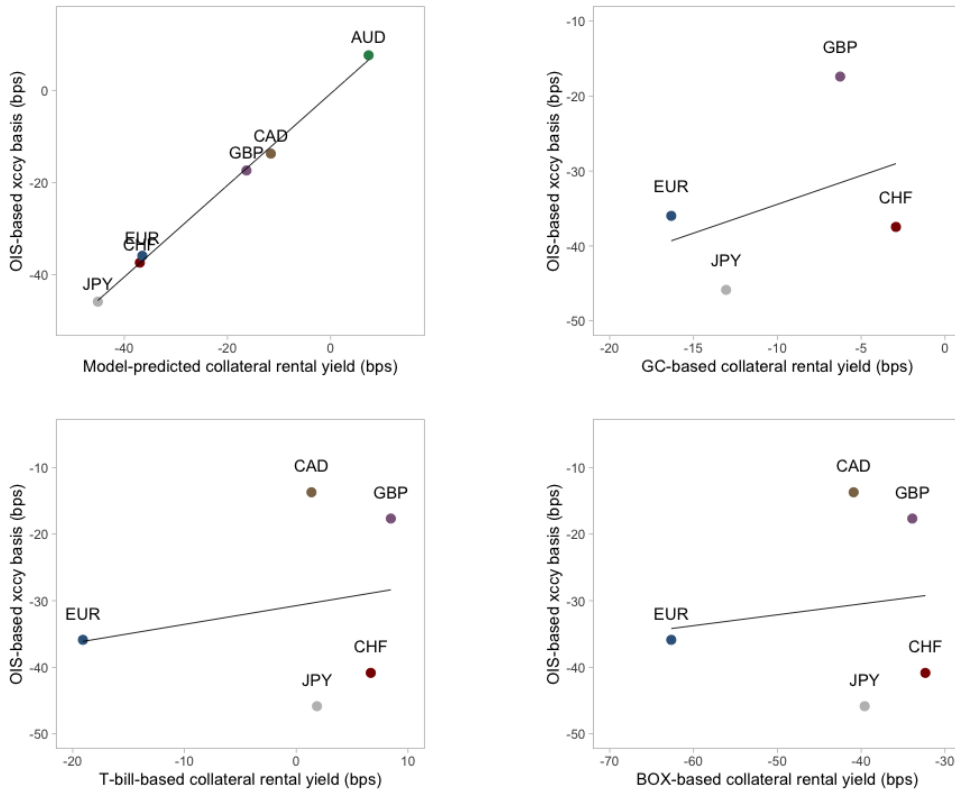 AUD
CAD
GBP
EUR
CHF
JPY
0
-20
-40
OIS-based xccy basis (bps)
-40 -20 0
Model-predicted collateral rental yield (bps)
GBP
EUR
CHF
JPY
-10
-20
-30
-40
-50
OIS-based xccy basis (bps)
-20 -15 -10 -5 0
GC-based collateral rental yield (bps)
CAD
GBP
EUR
CHF
JPY
-10
-20
-30
-40
-50
OIS-based xccy basis (bps)
-20 -10 0 10
T-bill-based collateral rental yield (bps)
CAD
GBP
EUR
CHF
JPY
-10
-20
-30
-40
-50
OIS-based xccy basis (bps)
-70 -60 -50 -40 -30
BOX-based collateral rental yield (bps)